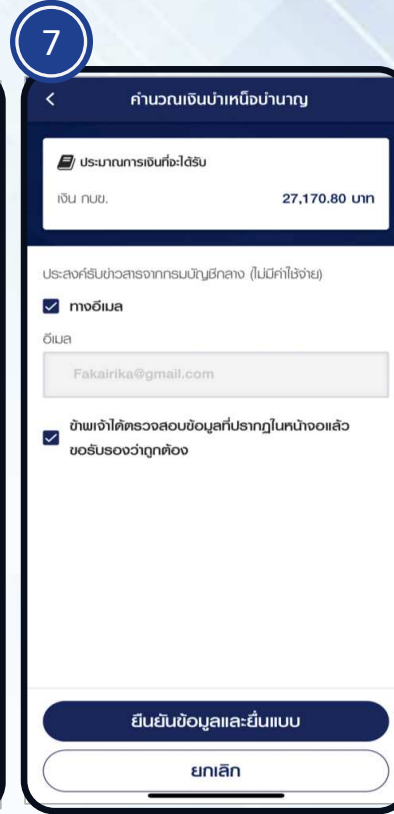 7
< คำนวณเงินบำเหน็จบำนาญ
ประมาณการเงินที่จะได้รับ
เงิน กบข. 27,170.80 บาท
ประสงค์รับข่าวสารจากกรมบัญชีกลาง (ไม่มีค่าใช้จ่าย)
ทางอีเมล
อีเมล
Fakairika@gmail.com
ข้าพเจ้าได้ตรวจสอบข้อมูลที่ปรากฏในหน้าจอแล้ว
ขอรับรองว่าถูกต้อง
ยืนยันข้อมูลและยื่นแบบ
ยกเลิก